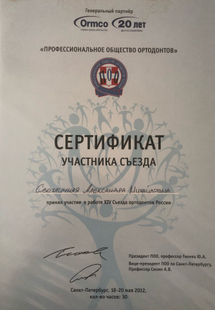 Генеральный партнёр
Ormco 20 лет
«ПРОФЕССИОНАЛЬНОЕ ОБЩЕСТВО ОРТОДОНТОВ»
СЕРТИФИКАТ
УЧАСТНИКА СЪЕЗДА
Александра
принял участие в работе XIV Съезда ортодонтов России
Президент ПОО, профессор
Вице-президент ПОО по Санкт-Петербургу,
Профессор Силин А.В.
Санкт-Петербург, 18-20 мая 2012,
кол-во часов: 30